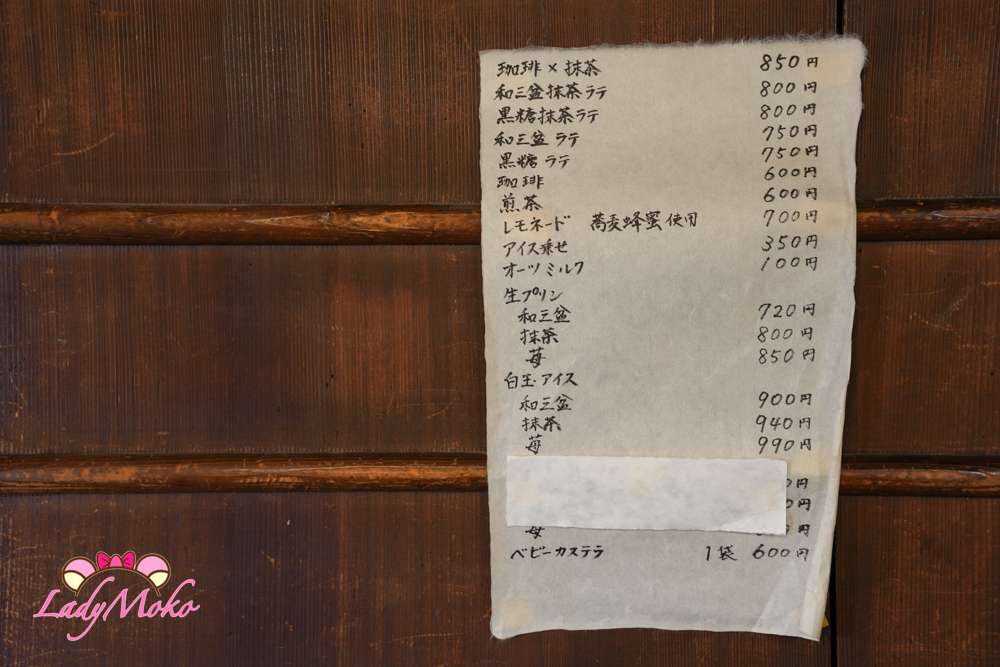 珈琲×抹茶 850円
和三盆抹茶ラテ 800円
黒糖抹茶ラテ 800円
和三盆ラテ 750円
黒糖ラテ 750円
珈琲 600円
煎茶 600円
レモネード 蕎麦蜂蜜使用 700円
アイス乗せ 350円
オーツミルク 100円
生プリン
和三盆 720円
抹茶 800円
苺 850円
白玉・アイス
和三盆 900円
抹茶 940円
苺 990円
0円
0円
苺 0円
ベビーカステラ 1袋 600円
LadyMoko